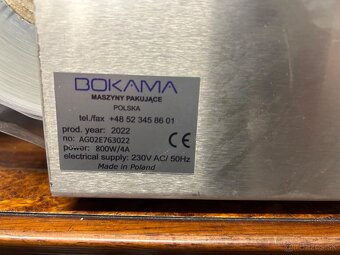 BOKAMA
MASZYNY PAKUJĄCE
POLSKA
tel./fax +48 52 345 86 01
prod. year: 2022
no: AG02E763022
power: 800W/4A
electrical supply: 230V AC/ 50Hz
Made in Poland
CE